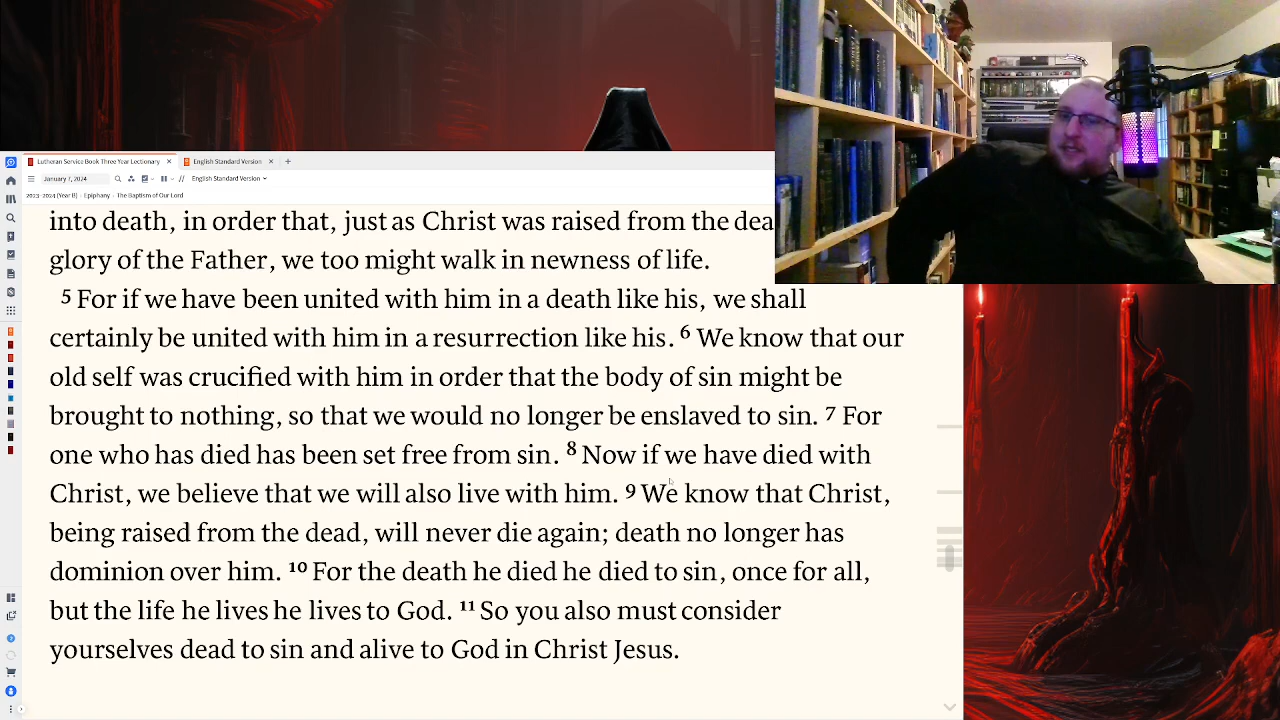 Lutheran Service Book Three Year Lectionary
English Standard Version
January 7, 2024
English Standard Version
2023-2024 (Year B) Epiphany The Baptism of Our Lord
into death, in order that, just as Christ was raised from the dea
glory of the Father, we too might walk in newness of life.
5 For if we have been united with him in a death like his, we shall
certainly be united with him in a resurrection like his. 6 We know that our
old self was crucified with him in order that the body of sin might be
brought to nothing, so that we would no longer be enslaved to sin. 7 For
one who has died has been set free from sin. 8 Now if we have died with
Christ, we believe that we will also live with him. 9 We know that Christ,
being raised from the dead, will never die again; death no longer has
dominion over him. 10 For the death he died he died to sin, once for all,
but the life he lives he lives to God. 11 So you also must consider
yourselves dead to sin and alive to God in Christ Jesus.